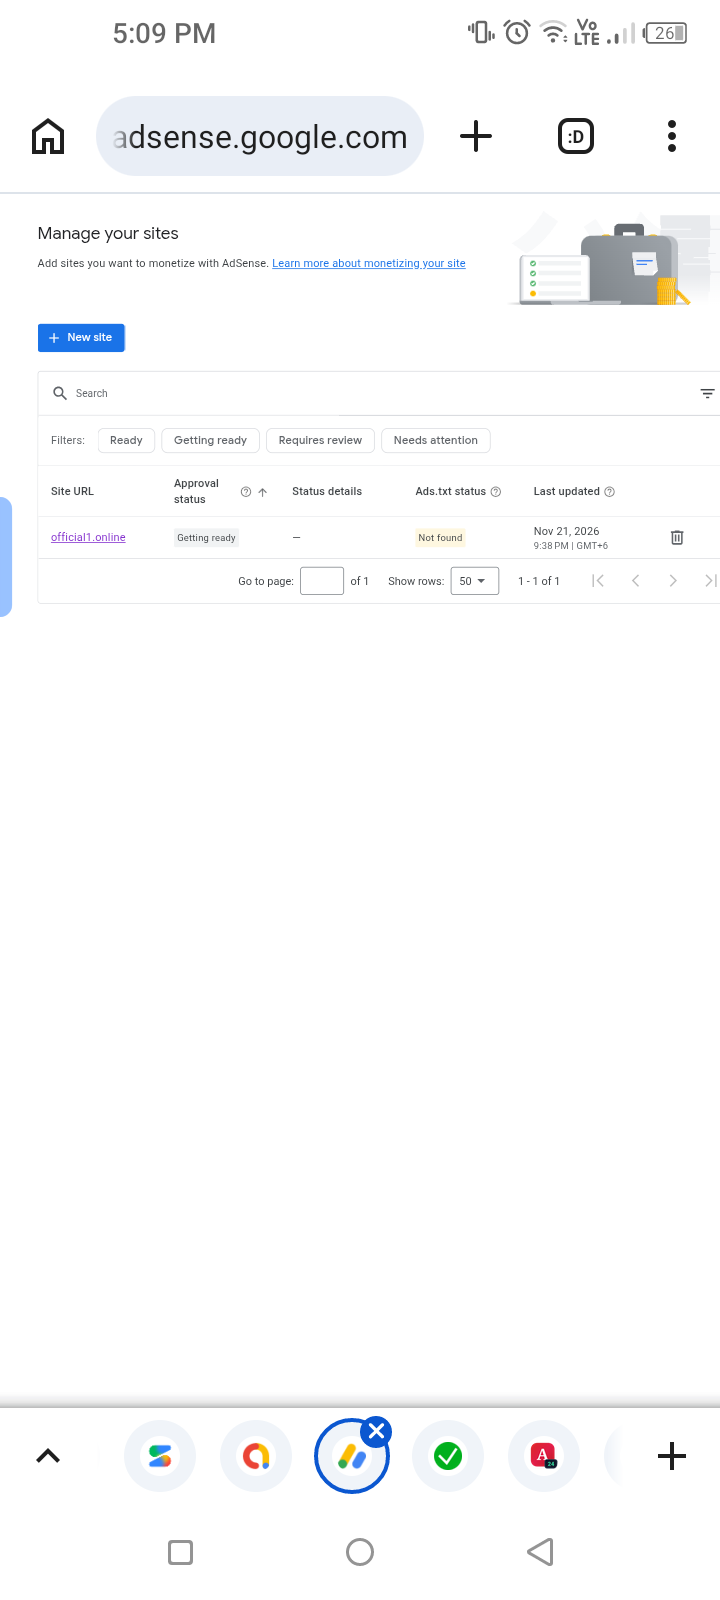 5:09 PM
Vo
LTE
26
adsense.google.com
:D
Manage your sites
Add sites you want to monetize with AdSense. Learn more about monetizing your site
New site
Search
Filters: Ready Getting ready Requires review Needs attention
Site URL Approval status Status details Ads.txt status Last updated
official1.online Getting ready – Not found Nov 21, 2026
9:38 PM | GMT+6
Go to page: of 1 Show rows: 50 1 - 1 of 1
A
24